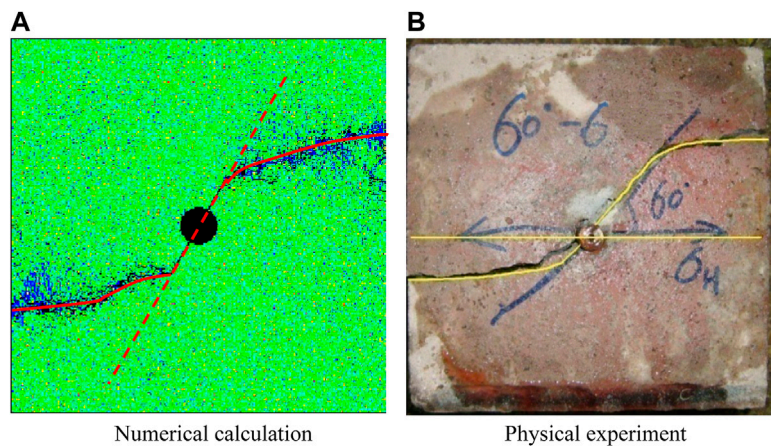 A
B
60°-6
60°
σH
Numerical calculation
Physical experiment